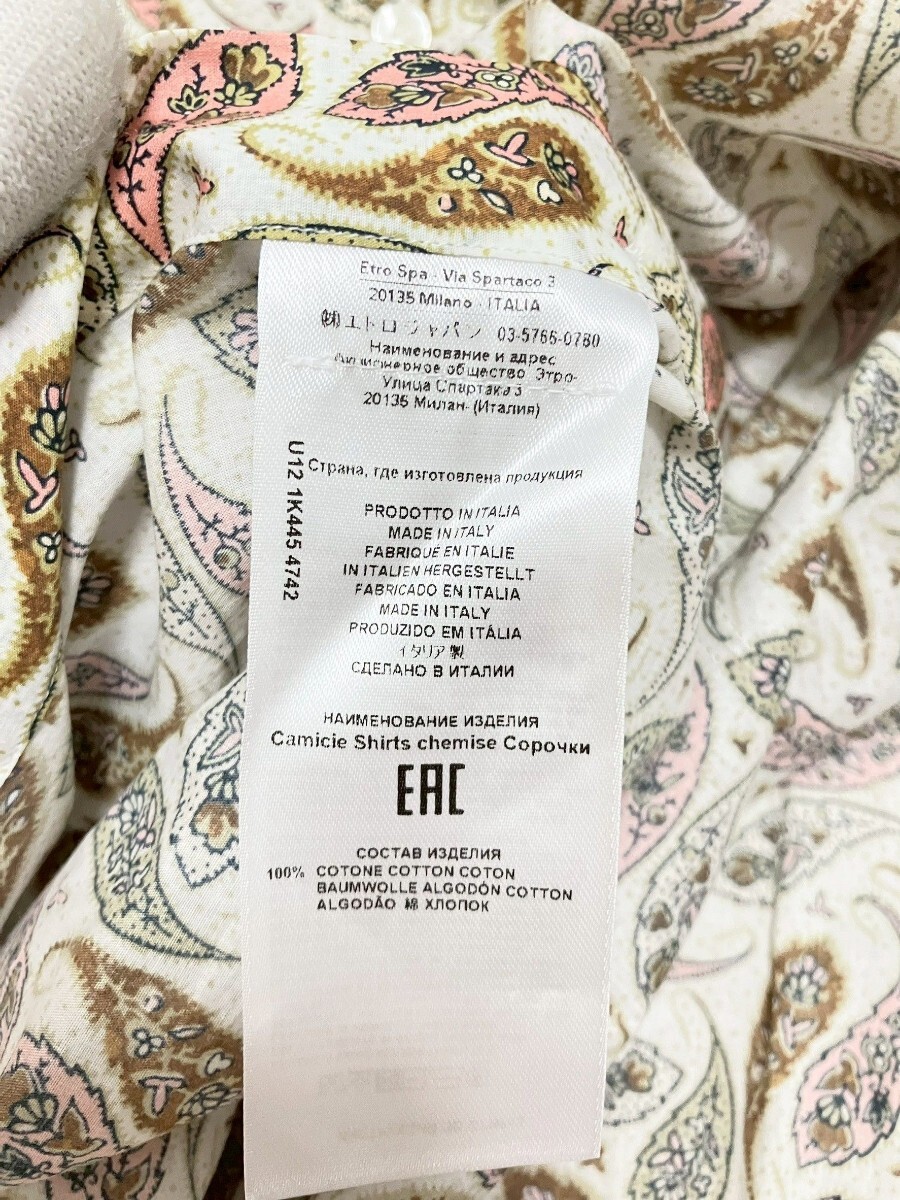 Etro Spa - Via Spartaco 3
20135 Milano - ITALIA
㈱エトロ ジャパン 03-5766-0780
Наименование и адрес
общество Этро-
Улица Спартака 3
20135 Милан- (Италия)
Страна, где изготовлена продукция
U12 1K445 4742
PRODOTTO IN ITALIA
MADE IN ITALY
FABRIQUÉ EN ITALIE
IN ITALIEN HERGESTELLT
FABRICADO EN ITALIA
MADE IN ITALY
PRODUZIDO EM ITÁLIA
イタリア製
СДЕЛАНО В ИТАЛИИ
НАИМЕНОВАНИЕ ИЗДЕЛИЯ
Camicie Shirts chemise Сорочки
EAC
СОСТАВ ИЗДЕЛИЯ
100% COTONE COTTON COTON
BAUMWOLLE ALGODÓN COTTON
ALGODÃO 綿 ХЛОПОК